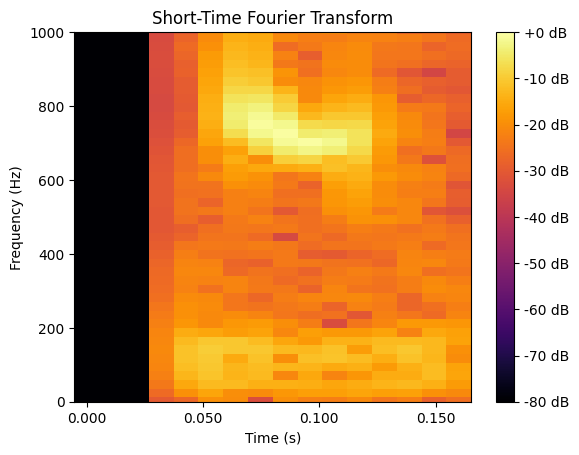 Short-Time Fourier Transform
1000
800
600
400
200
0
Frequency (Hz)
0.000
0.050
0.100
0.150
Time (s)
+0 dB
-10 dB
-20 dB
-30 dB
-40 dB
-50 dB
-60 dB
-70 dB
-80 dB